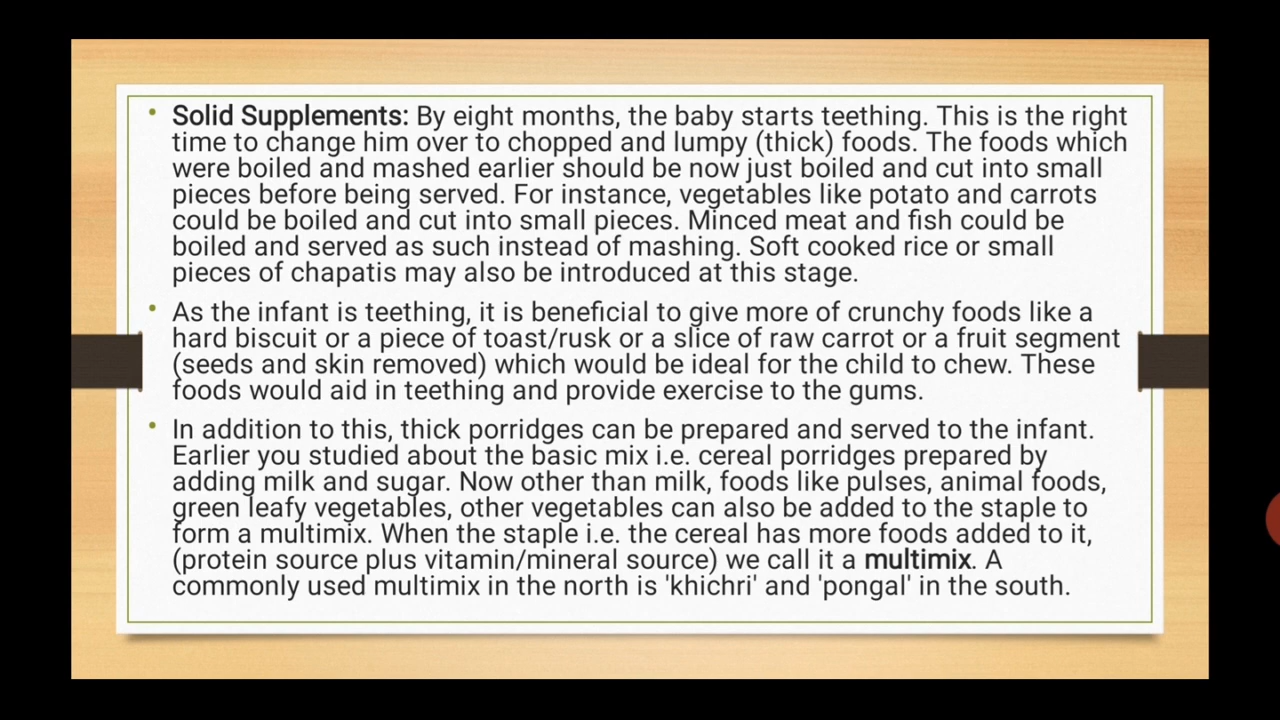 • Solid Supplements: By eight months, the baby starts teething. This is the right
time to change him over to chopped and lumpy (thick) foods. The foods which
were boiled and mashed earlier should be now just boiled and cut into small
pieces before being served. For instance, vegetables like potato and carrots
could be boiled and cut into small pieces. Minced meat and fish could be
boiled and served as such instead of mashing. Soft cooked rice or small
pieces of chapatis may also be introduced at this stage.
• As the infant is teething, it is beneficial to give more of crunchy foods like a
hard biscuit or a piece of toast/rusk or a slice of raw carrot or a fruit segment
(seeds and skin removed) which would be ideal for the child to chew. These
foods would aid in teething and provide exercise to the gums.
• In addition to this, thick porridges can be prepared and served to the infant.
Earlier you studied about the basic mix i.e. cereal porridges prepared by
adding milk and sugar. Now other than milk, foods like pulses, animal foods,
green leafy vegetables, other vegetables can also be added to the staple to
form a multimix. When the staple i.e. the cereal has more foods added to it,
(protein source plus vitamin/mineral source) we call it a multimix. A
commonly used multimix in the north is 'khichri' and 'pongal' in the south.